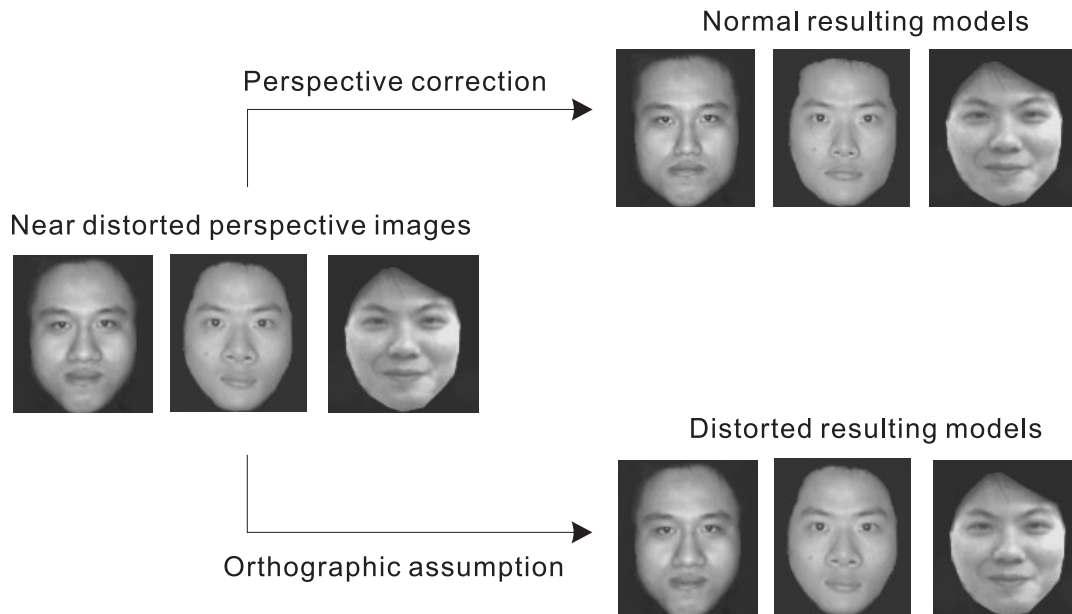 Normal resulting models
Perspective correction
Near distorted perspective images
Distorted resulting models
Orthographic assumption